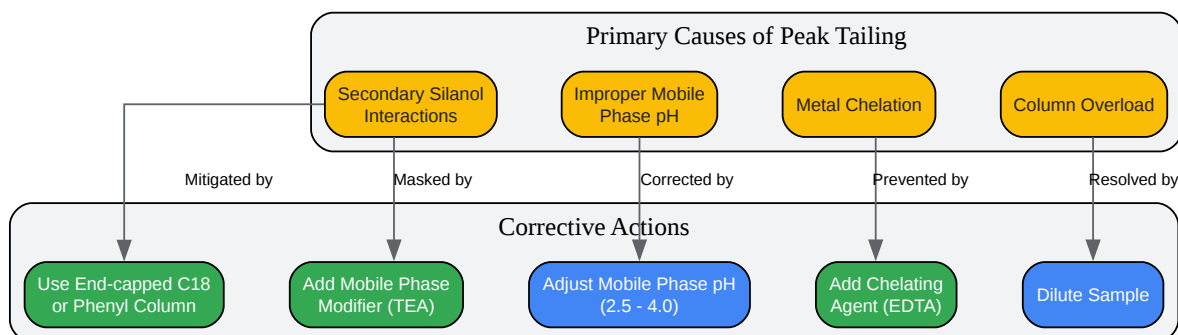 Primary Causes of Peak Tailing
Secondary Silanol
Interactions
Improper Mobile
Phase pH
Metal Chelation
Column Overload
Mitigated by
Masked by
Corrected by
Prevented by
Resolved by
Corrective Actions
Use End-capped C18
or Phenyl Column
Add Mobile Phase
Modifier (TEA)
Adjust Mobile Phase pH
(2.5 - 4.0)
Add Chelating
Agent (EDTA)
Dilute Sample